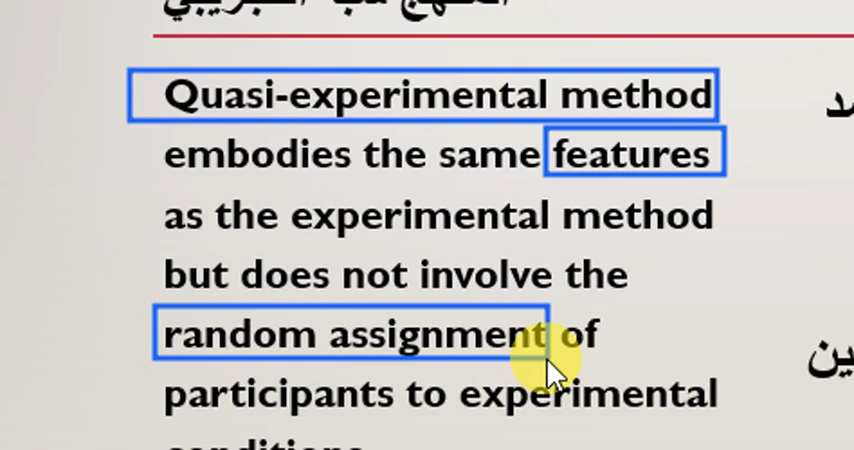 Quasi-experimental method
embodies the same features
as the experimental method
but does not involve the
random assignment of
participants to experimental